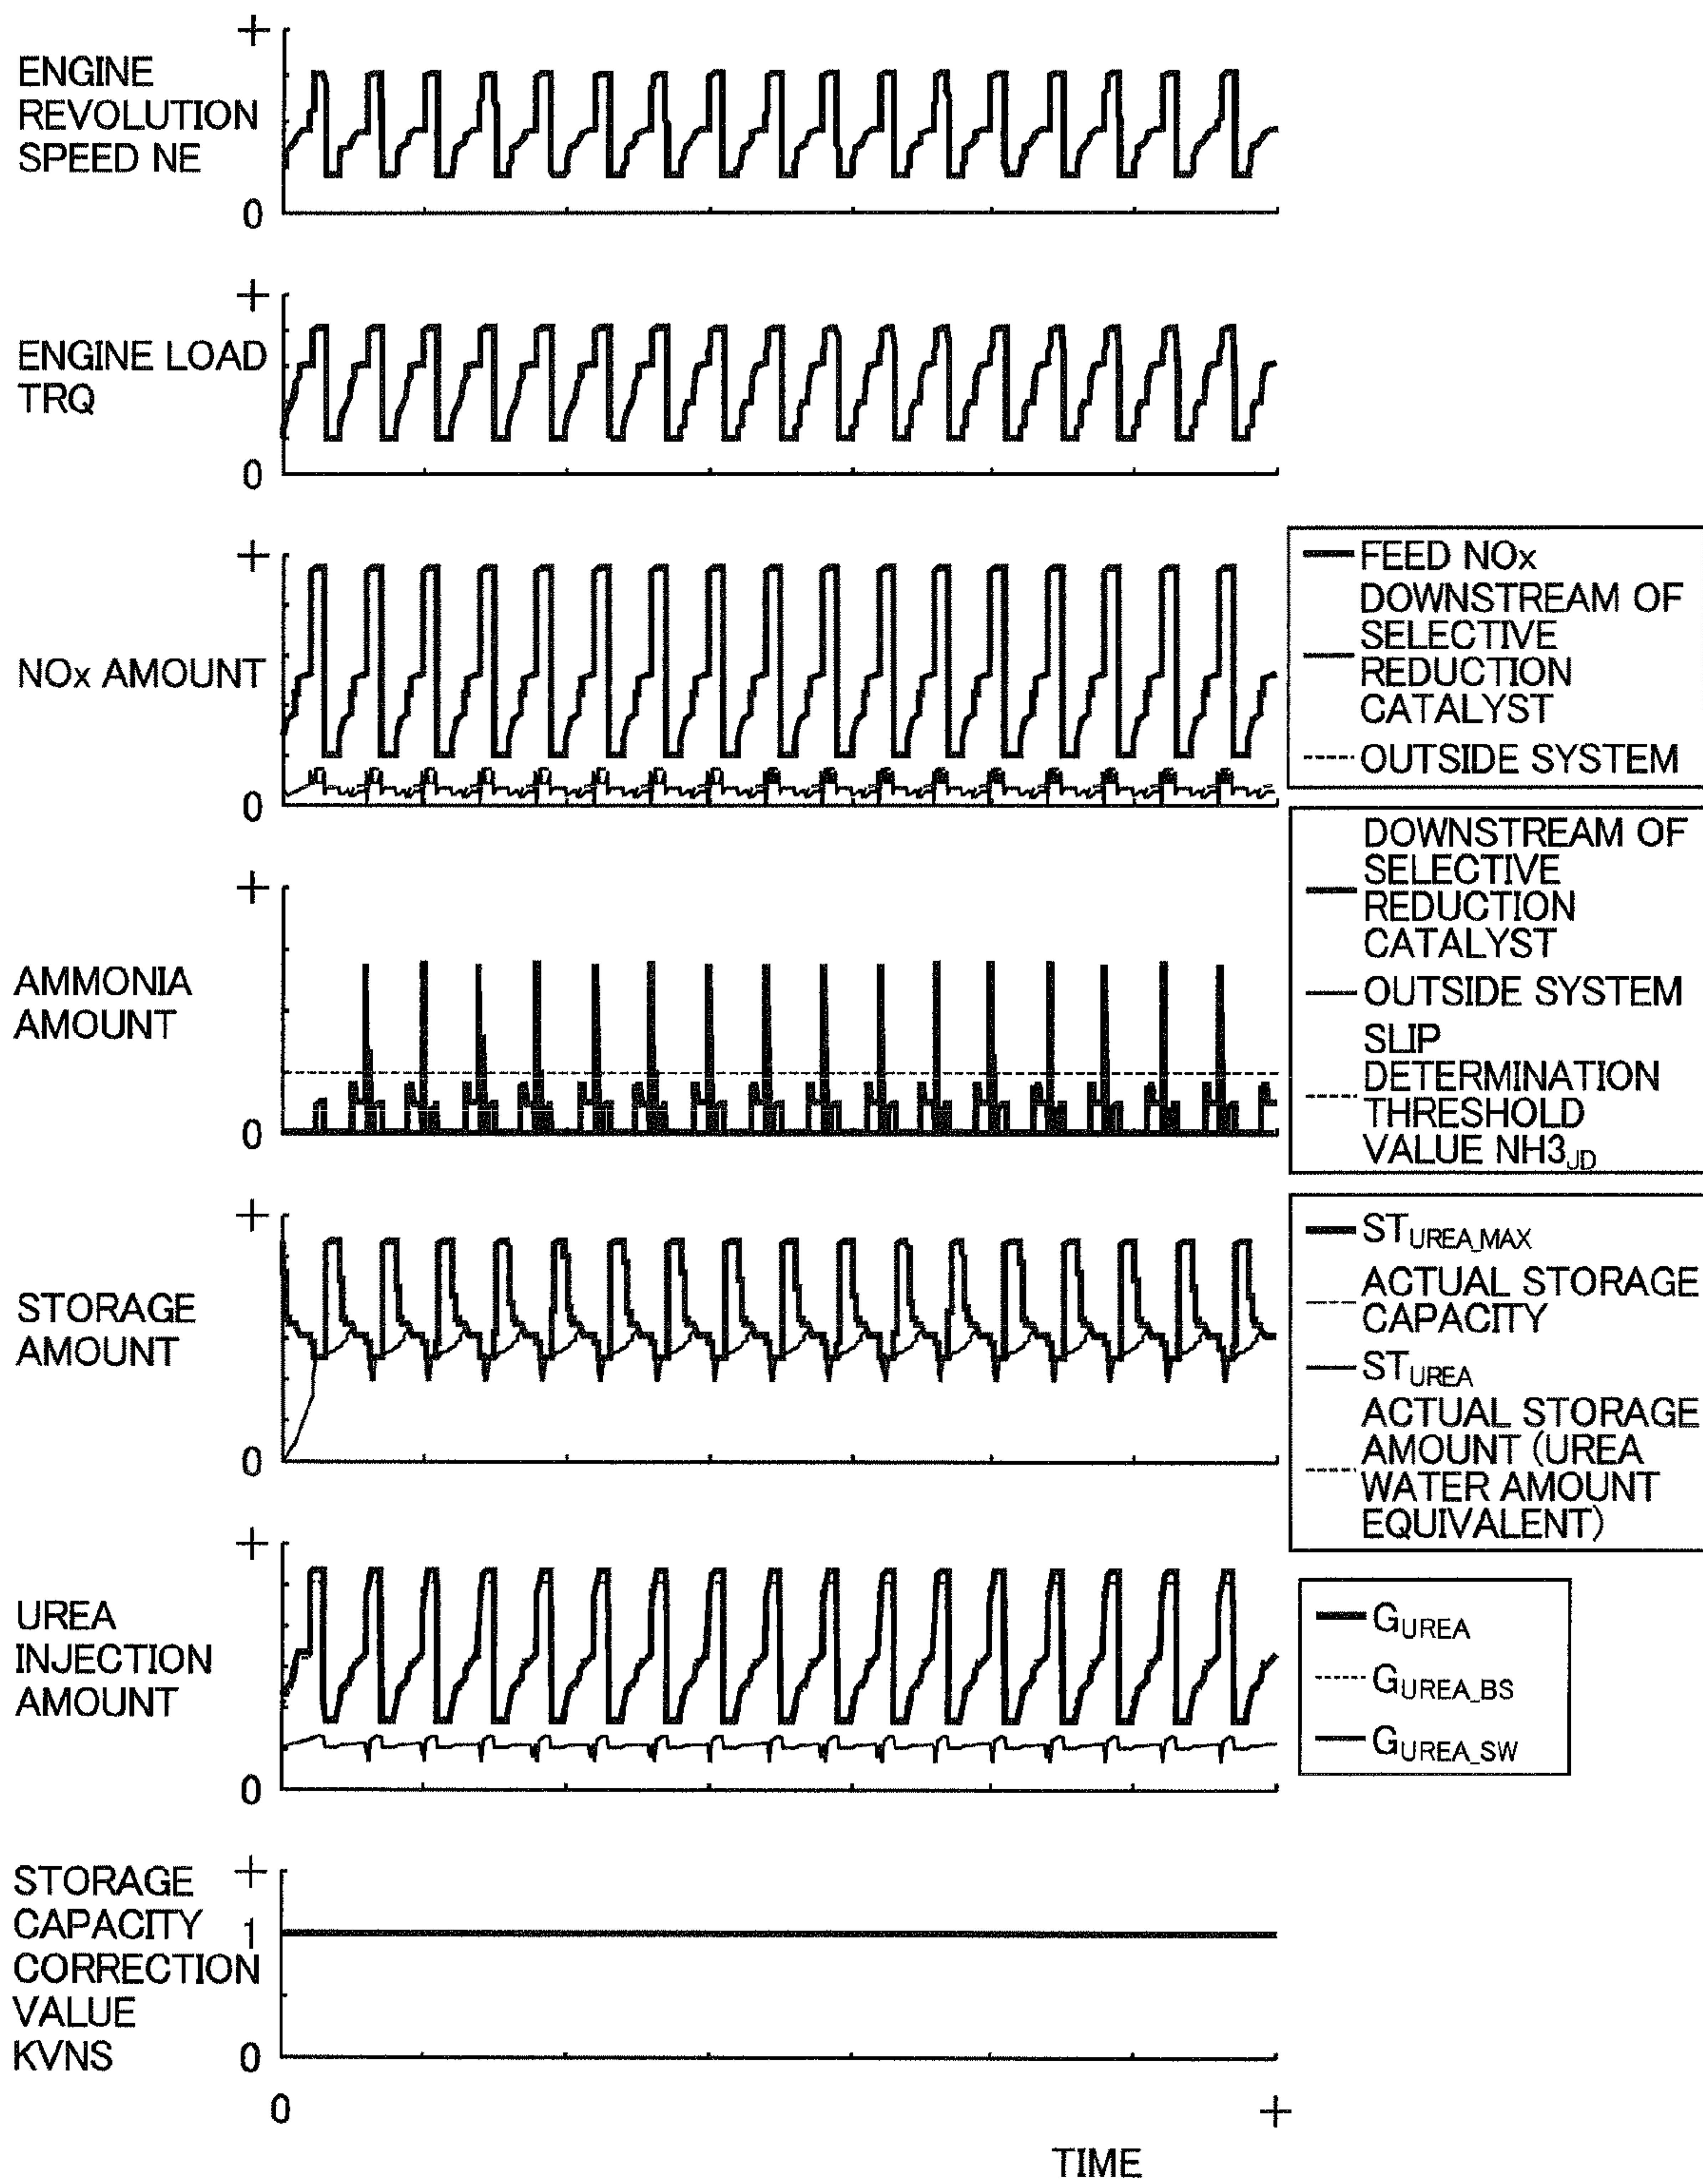 +
ENGINE
REVOLUTION
SPEED NE
0
+
ENGINE LOAD
TRQ
0
+
NOx AMOUNT
0
FEED NOx
DOWNSTREAM OF
SELECTIVE
REDUCTION
CATALYST
OUTSIDE SYSTEM
+
AMMONIA
AMOUNT
0
DOWNSTREAM OF
SELECTIVE
REDUCTION
CATALYST
OUTSIDE SYSTEM
SLIP
DETERMINATION
THRESHOLD
VALUE NH3JD
+
STORAGE
AMOUNT
0
STUREA_MAX
ACTUAL STORAGE
CAPACITY
STUREA
ACTUAL STORAGE
AMOUNT (UREA
WATER AMOUNT
EQUIVALENT)
+
UREA
INJECTION
AMOUNT
0
GUREA
GUREA_BS
GUREA_SW
+
STORAGE
CAPACITY
CORRECTION
VALUE
KVNS
1
0
0
+
TIME